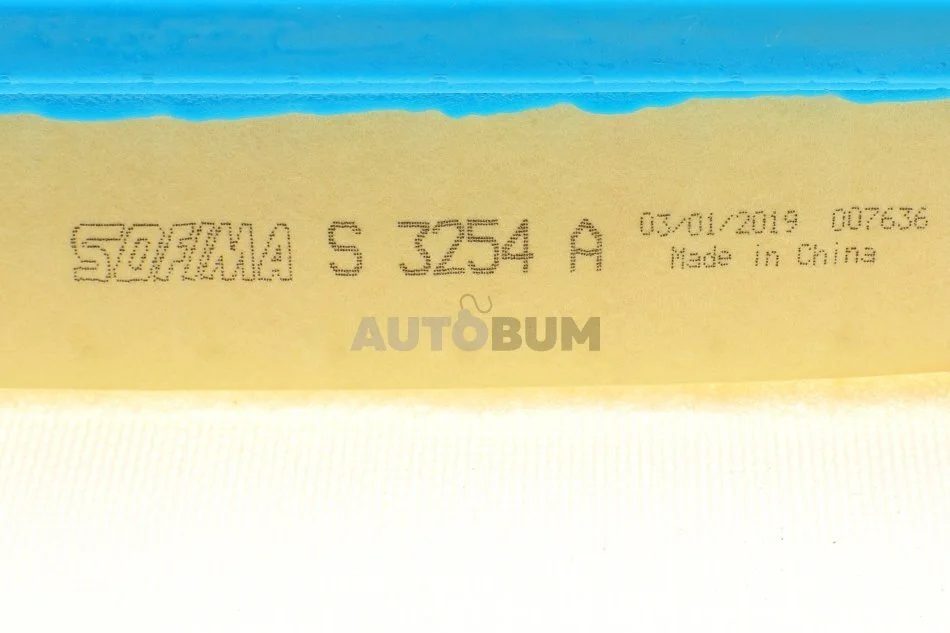 SOFIMA S 3254 A 03/01/2019 007636
Made in China
AUTOBUM